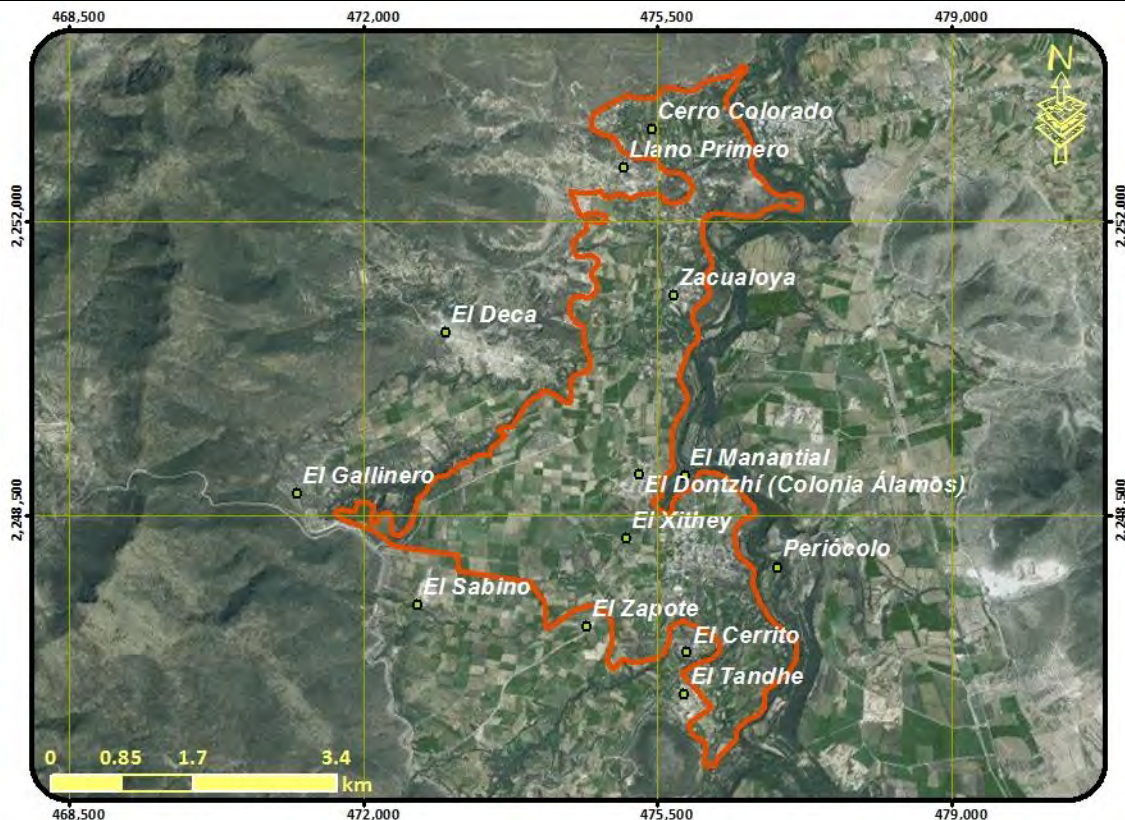 468,500 472,000 475,500 479,000
N
Cerro Colorado
Llano Primero
2,252,000 2,252,000
Zacualoya
El Deca
El Manantial
El Gallinero
El Dontzhí (Colonia Álamos)
2,248,500 2,248,500
El Xithey
Periócolo
El Sabino
El Zapote
El Cerrito
El Tandhe
0 0.85 1.7 3.4
km
468,500 472,000 475,500 479,000